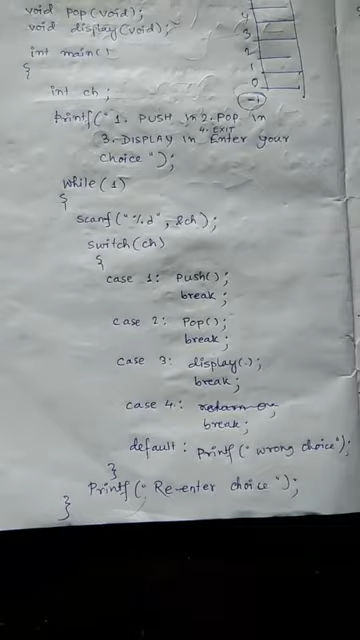 void pop(void);
void display(void);
int main()
{
int ch;
printf("1. PUSH \n 2. POP \n
3. DISPLAY \n 4. EXIT Enter your
choice");
while(1)
{
scanf("%d", &ch);
switch(ch)
{
case 1: Push();
break;
case 2: Pop();
break;
case 3: display();
break;
case 4:
break;
default: Printf("wrong choice");
}
Printf("Re-enter choice");
}
4
3
2
1
0
-1